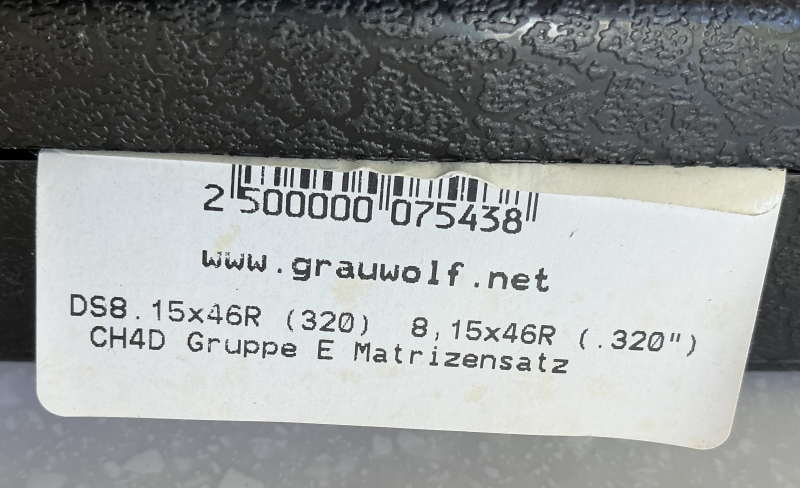 2 500000 075438
www.grauwolf.net
DS8.15x46R (320) 8,15x46R (.320")
CH4D Gruppe E Matrizensatz